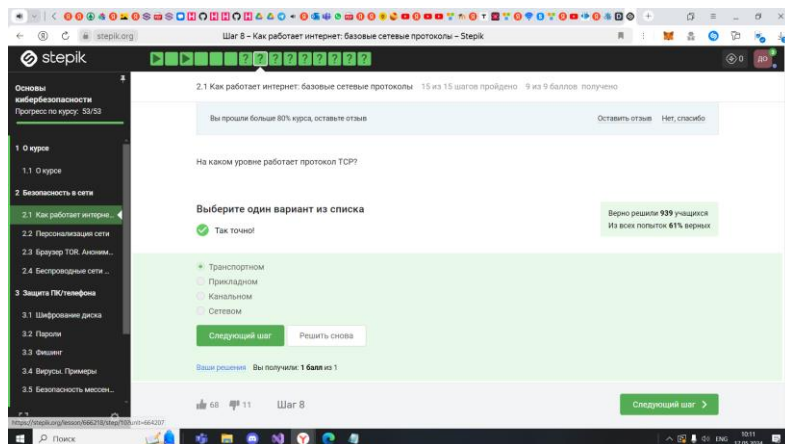 stepik.org
Шаг 8 – Как работает интернет: базовые сетевые протоколы – Stepik
stepik
0
ДО
Основы кибербезопасности
Прогресс по курсу: 53/53
1 О курсе
1.1 О курсе
2 Безопасность в сети
2.1 Как работает интерне...
2.2 Персонализация сети
2.3 Браузер TOR. Аноним...
2.4 Беспроводные сети ...
3 Защита ПК/телефона
3.1 Шифрование диска
3.2 Пароли
3.3 Фишинг
3.4 Вирусы. Примеры
3.5 Безопасность мессен...
2.1 Как работает интернет: базовые сетевые протоколы 15 из 15 шагов пройдено 9 из 9 баллов получено
Вы прошли больше 80% курса, оставьте отзыв Оставить отзыв Нет, спасибо
На каком уровне работает протокол TCP?
Выберите один вариант из списка
Так точно!
Верно решили 939 учащихся
Из всех попыток 61% верных
Транспортном
Прикладном
Канальном
Сетевом
Следующий шаг Решить снова
Ваши решения Вы получили: 1 балл из 1
68 11 Шаг 8 Следующий шаг
Поиск
ENG
10:11
17.05.2024